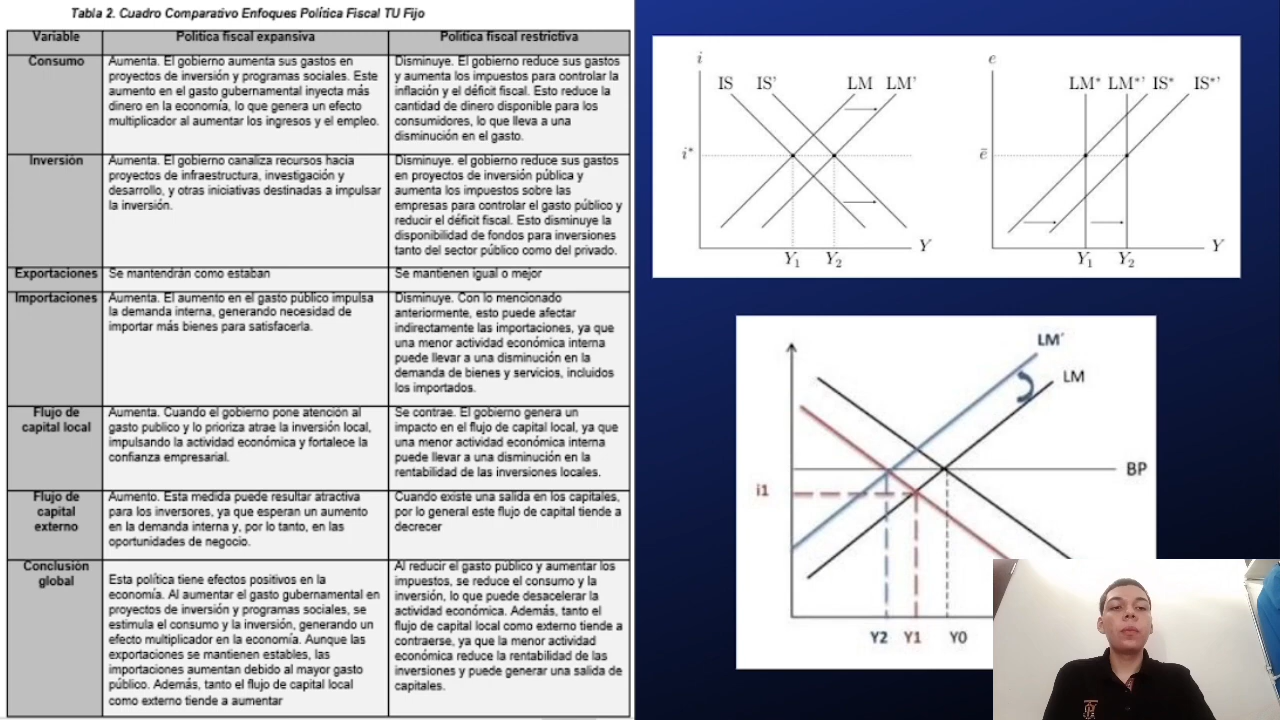 Tabla 2. Cuadro Comparativo Enfoques Política Fiscal TU Fijo
Variable
Política fiscal expansiva
Política fiscal restrictiva
Consumo
Aumenta. El gobierno aumenta sus gastos en
proyectos de inversión y programas sociales. Este
aumento en el gasto gubernamental inyecta más
dinero en la economía, lo que genera un efecto
multiplicador al aumentar los ingresos y el empleo.
Disminuye. El gobierno reduce sus gastos
y aumenta los impuestos para controlar la
inflación y el déficit fiscal. Esto reduce la
cantidad de dinero disponible para los
consumidores, lo que lleva a una
disminución en el gasto.
Inversión
Aumenta. El gobierno canaliza recursos hacia
proyectos de infraestructura, investigación y
desarrollo, y otras iniciativas destinadas a impulsar
la inversión.
Disminuye. el gobierno reduce sus gastos
en proyectos de inversión pública y
aumenta los impuestos sobre las
empresas para controlar el gasto público y
reducir el déficit fiscal. Esto disminuye la
disponibilidad de fondos para inversiones
tanto del sector público como del privado.
Exportaciones
Se mantendrán como estaban
Se mantienen igual o mejor
Importaciones
Aumenta. El aumento en el gasto público impulsa
la demanda interna, generando necesidad de
importar más bienes para satisfacerla.
Disminuye. Con lo mencionado
anteriormente, esto puede afectar
indirectamente las importaciones, ya que
una menor actividad económica interna
puede llevar a una disminución en la
demanda de bienes y servicios, incluidos
los importados.
Flujo de
capital local
Aumenta. Cuando el gobierno pone atención al
gasto publico y lo prioriza atrae la inversión local,
impulsando la actividad económica y fortalece la
confianza empresarial.
Se contrae. El gobierno genera un
impacto en el flujo de capital local, ya que
una menor actividad económica interna
puede llevar a una disminución en la
rentabilidad de las inversiones locales.
Flujo de
capital
externo
Aumento. Esta medida puede resultar atractiva
para los inversores, ya que esperan un aumento
en la demanda interna y, por lo tanto, en las
oportunidades de negocio.
Cuando existe una salida en los capitales,
por lo general este flujo de capital tiende a
decrecer
Conclusión
global
Esta política tiene efectos positivos en la
economía. Al aumentar el gasto gubernamental en
proyectos de inversión y programas sociales, se
estimula el consumo y la inversión, generando un
efecto multiplicador en la economía. Aunque las
exportaciones se mantienen estables, las
importaciones aumentan debido al mayor gasto
público. Además, tanto el flujo de capital local
como externo tiende a aumentar
Al reducir el gasto público y aumentar los
impuestos, se reduce el consumo y la
inversión, lo que puede desacelerar la
actividad económica. Además, tanto el
flujo de capital local como externo tiende a
contraerse, ya que la menor actividad
económica reduce la rentabilidad de las
inversiones y puede generar una salida de
capitales.
i
IS IS' LM LM'
i*
Y
Y1 Y2
e
LM* LM*' IS* IS*'
ē
Y
Y1 Y2
LM´
LM
BP
i1
Y2 Y1 Y0